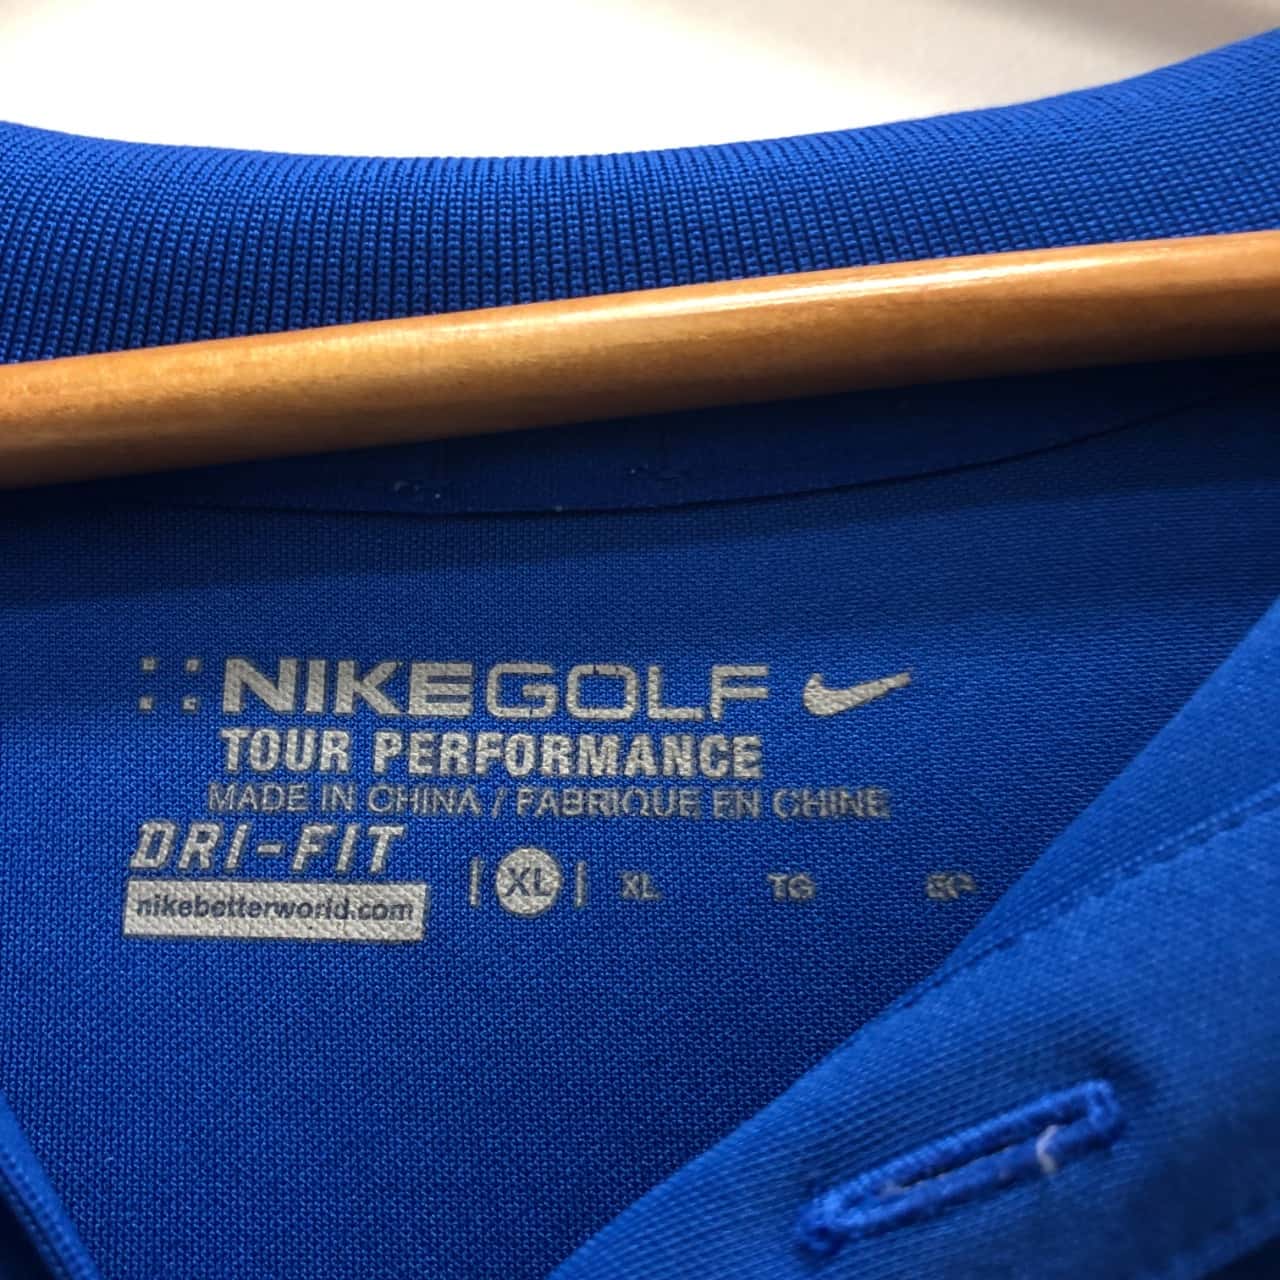 NIKEGOLF
TOUR PERFORMANCE
MADE IN CHINA / FABRIQUE EN CHINE
DRI-FIT
nikebetterworld.com
| XL | XL TG